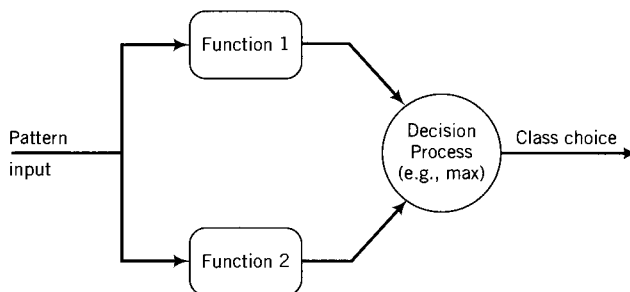 Function 1
Pattern
input
Decision
Process
(e.g., max)
Class choice
Function 2